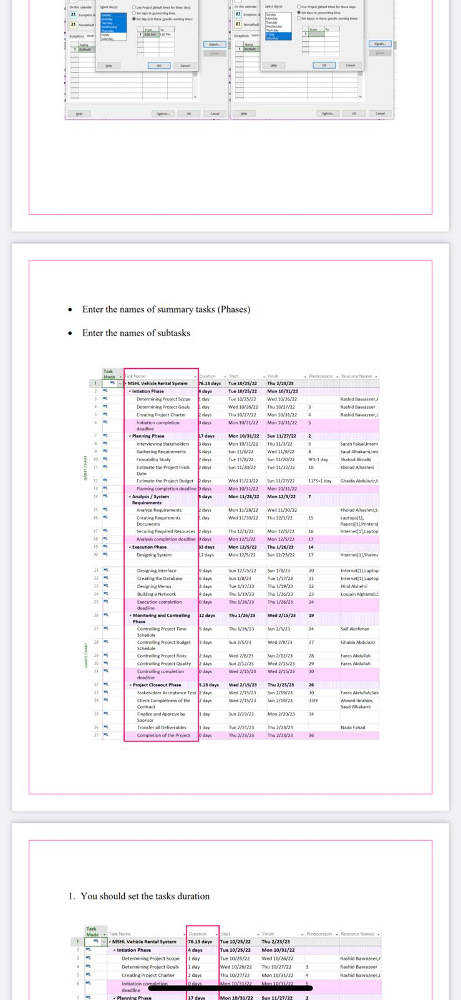 On this calendar:
Select day(s):
Use Project default times for these days.
31 Exception d
Sunday
Monday
Tuesday
Wednesday
Thursday
Friday
Saturday
Set days to nonworking time.
Set day(s) to these specific working times:
31 Nondefault
From To
1 8:00 AM 3:00 PM
Exceptions Work
Name
1 [Default]
Details...
Delete
Help OK Cancel
Help Options... OK Cancel
On this calendar:
Select day(s):
Use Project default times for these days.
31 Exception d
Sunday
Monday
Tuesday
Wednesday
Thursday
Friday
Saturday
Set days to nonworking time.
Set day(s) to these specific working times:
31 Nondefault
From To
1
Exceptions Work
Name
1 [Default]
Details...
Delete
Help OK Cancel
Help Options... OK Cancel
• Enter the names of summary tasks (Phases)
• Enter the names of subtasks
Task
Mode Task Name Duration Start Finish Predecessors Resource Names
1 MSHL Vehicle Rental System 76.13 days Tue 10/25/22 Thu 2/23/23
2 Intiation Phase 4 days Tue 10/25/22 Mon 10/31/22
3 Determining Project Scope 1 day Tue 10/25/22 Wed 10/26/22 Rashid Bawazeer,
4 Determining Project Goals 1 day Wed 10/26/22 Thu 10/27/22 3 Rashid Bawazeer
5 Creating Project Charter 2 days Thu 10/27/22 Mon 10/31/22 4 Rashid Bawazeer,L
6 Initiation completion 0 days Mon 10/31/22 Mon 10/31/22 5
deadline
7 Planning Phase 17 days Mon 10/31/22 Sun 11/27/22 2
8 Interviewing Stakeholders 3 days Mon 10/31/22 Thu 11/3/22 5 Sarah Faisal,Intern
9 Gathering Requirements 3 days Sun 11/6/22 Wed 11/9/22 8 Saud Alhakami,Inte
10 Feasability Study 7 days Tue 11/8/22 Sun 11/20/22 9FS-1 day Shahad Almalki
11 Estimate the Project Finsh 2 days Sun 11/20/22 Tue 11/22/22 10 Kholud Alhashmi
Date
12 Estimate the Project Budget 2 days Wed 11/23/22 Sun 11/27/22 11FS+1 day Ghaida Abdulaziz,I
13 Planning completion deadline 0 days Mon 10/31/22 Mon 10/31/22
14 Analysis / System 5 days Mon 11/28/22 Mon 12/5/22 7
Requirements
15 Analyze Requirements 2 days Mon 11/28/22 Wed 11/30/22 Kholud Alhashmi,S
16 Creating Requiremnts 1 day Wed 11/30/22 Thu 12/1/22 15 Laptops[1],
Documents Papers[1],Printers[
17 Securing Required Resources 2 days Thu 12/1/22 Mon 12/5/22 16 Internet[1],Laptop
18 Analysis completion deadline 0 days Mon 12/5/22 Mon 12/5/22 17
19 Execution Phase 33 days Mon 12/5/22 Thu 1/26/23 14
20 Designing System 12 days Mon 12/5/22 Sun 12/25/22 17 Internet[1],Shaima
GANTT CHART
21 Designing Interface 9 days Sun 12/25/22 Sun 1/8/23 20 Internet[1],Laptop
22 Creating the Database 6 days Sun 1/8/23 Tue 1/17/23 21 Internet[1],Laptop
23 Designing Menus 2 days Tue 1/17/23 Thu 1/19/23 22 Hind Alshehri
24 Building a Network 4 days Thu 1/19/23 Thu 1/26/23 23 Loujain Alghamdi,S
25 Execution completion 0 days Thu 1/26/23 Thu 1/26/23 24
deadline
26 Monitoring and Controlling 12 days Thu 1/26/23 Wed 2/15/23 19
Phase
27 Controlling Project Time 5 days Thu 1/26/23 Sun 2/5/23 24 Saif Alothman
Schedule
28 Controlling Project Budget 3 days Sun 2/5/23 Wed 2/8/23 27 Ghaida Abdulaziz
Schedule
29 Controlling Project Risks 2 days Wed 2/8/23 Sun 2/12/23 28 Fares Abdullah
30 Controlling Project Quality 2 days Sun 2/12/23 Wed 2/15/23 29 Fares Abdullah
31 Controlling completion 0 days Wed 2/15/23 Wed 2/15/23 30
deadline
32 Project Closeout Phase 5.13 days Wed 2/15/23 Thu 2/23/23 26
33 Stakeholder Acceptance Test 2 days Wed 2/15/23 Sun 2/19/23 30 Fares Abdullah,Sal
34 Check Completness of the 2 days Wed 2/15/23 Sun 2/19/23 33FF Ahmed Ibrahim,
Contract Saud Alhakami
35 Finalize and Approve by 1 day Sun 2/19/23 Mon 2/20/23 34
Sponsor
36 Transfer all Deliverables 1 day Tue 2/21/23 Thu 2/23/23 Nada Fahad
37 Completion of the Project 0 days Thu 2/23/23 Thu 2/23/23 36
GANTT CHART
1. You should set the tasks duration
Task
Mode Task Name Duration Start Finish Predecessors Resource Names
1 MSHL Vehicle Rental System 76.13 days Tue 10/25/22 Thu 2/23/23
2 Intiation Phase 4 days Tue 10/25/22 Mon 10/31/22
3 Determining Project Scope 1 day Tue 10/25/22 Wed 10/26/22 Rashid Bawazeer,
4 Determining Project Goals 1 day Wed 10/26/22 Thu 10/27/22 3 Rashid Bawazeer
5 Creating Project Charter 2 days Thu 10/27/22 Mon 10/31/22 4 Rashid Bawazeer,L
6 Initiation completion 0 days Mon 10/31/22 Mon 10/31/22 5
deadline
7 Planning Phase 17 days Mon 10/31/22 Sun 11/27/22 2